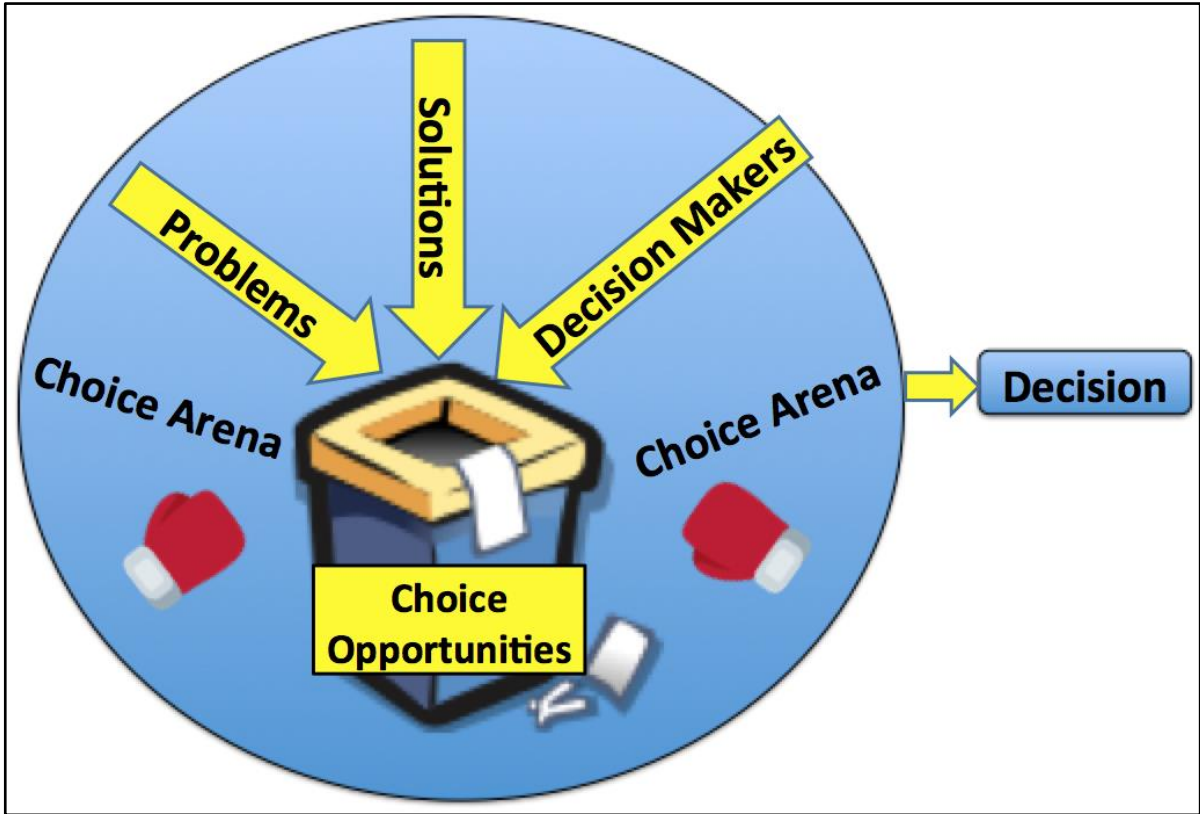 Solutions
Problems
Decision Makers
Choice Arena
Choice Arena
Decision
Choice
Opportunities